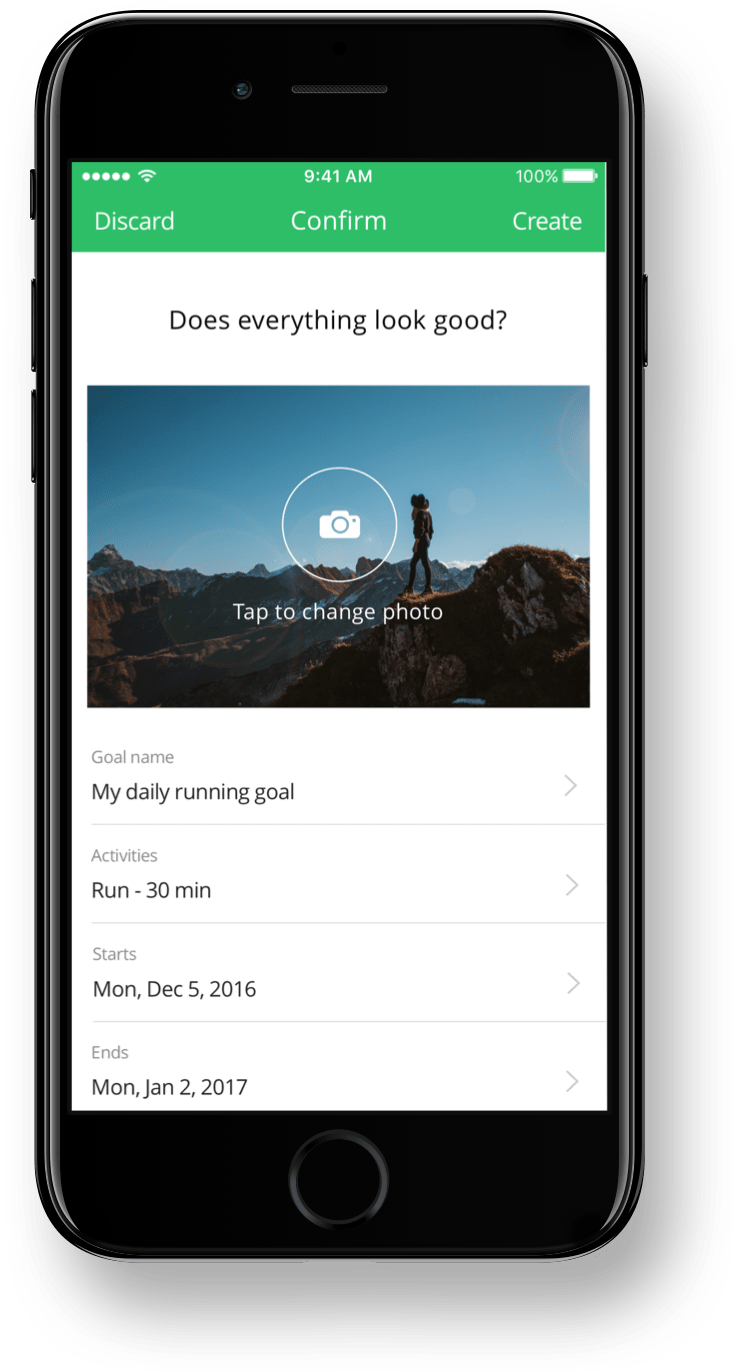 9:41 AM 100%
Discard Confirm Create
Does everything look good?
Tap to change photo
Goal name
My daily running goal
Activities
Run - 30 min
Starts
Mon, Dec 5, 2016
Ends
Mon, Jan 2, 2017